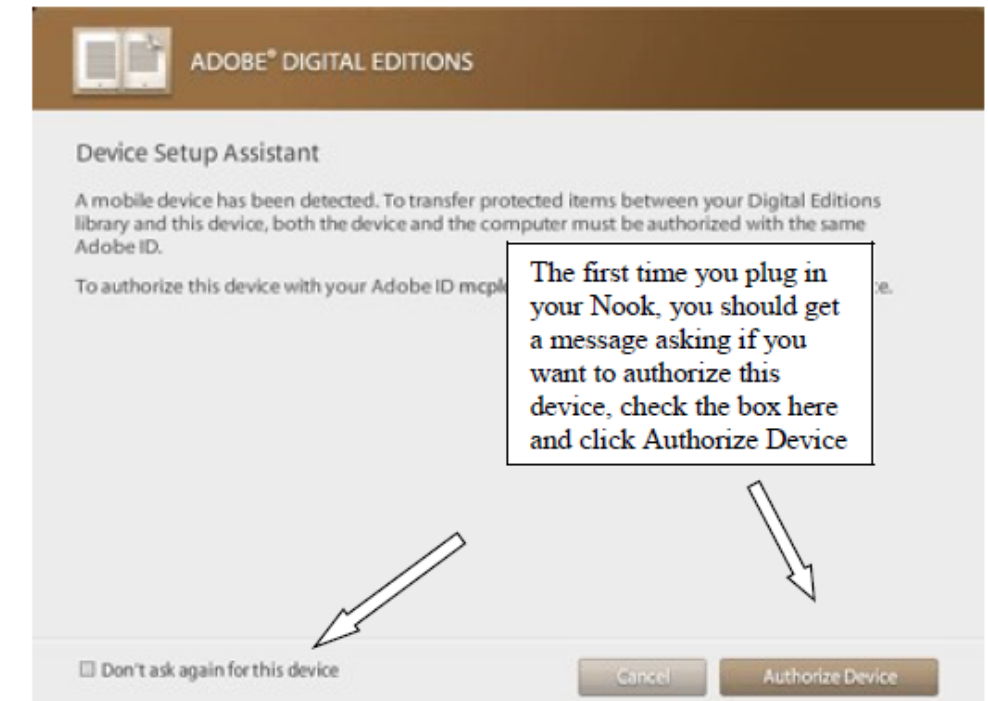 ADOBE® DIGITAL EDITIONS
Device Setup Assistant
A mobile device has been detected. To transfer protected items between your Digital Editions
library and this device, both the device and the computer must be authorized with the same
Adobe ID.
To authorize this device with your Adobe ID
The first time you plug in
your Nook, you should get
a message asking if you
want to authorize this
device, check the box here
and click Authorize Device
Don't ask again for this device
Cancel
Authorize Device